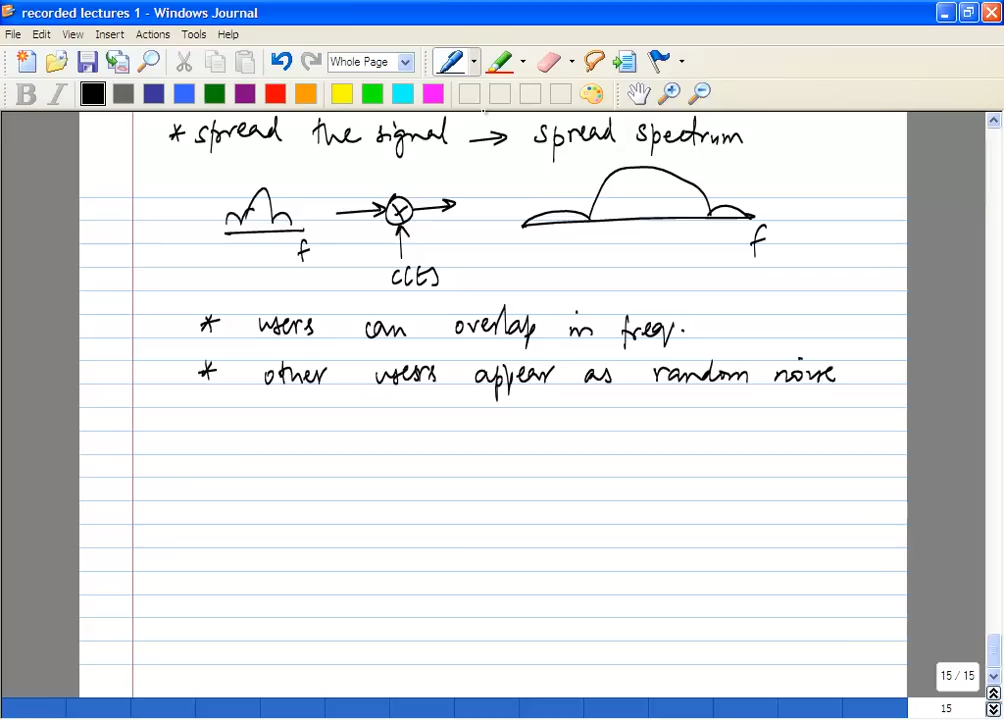 recorded lectures 1 - Windows Journal
File Edit View Insert Actions Tools Help
Whole Page
B I
* spread the signal → spread spectrum
f
c(t)
f
* users can overlap in freq.
* other users appear as random noise
15 / 15
15